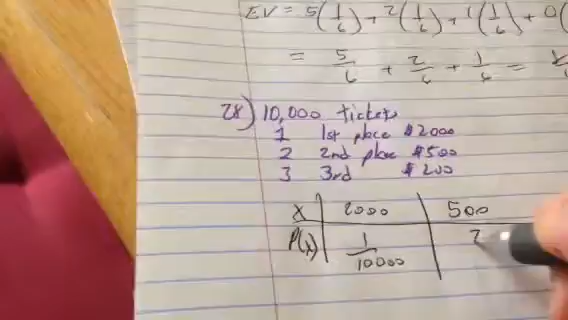 EV = 5(1/6) + 2(1/6) + 1(1/6) + 0(
= 5/6 + 2/6 + 1/6 =
28) 10,000 tickets
1 1st place $2000
2 2nd place $500
3 3rd $200
X 2000 500
P(x) 1/10000 2